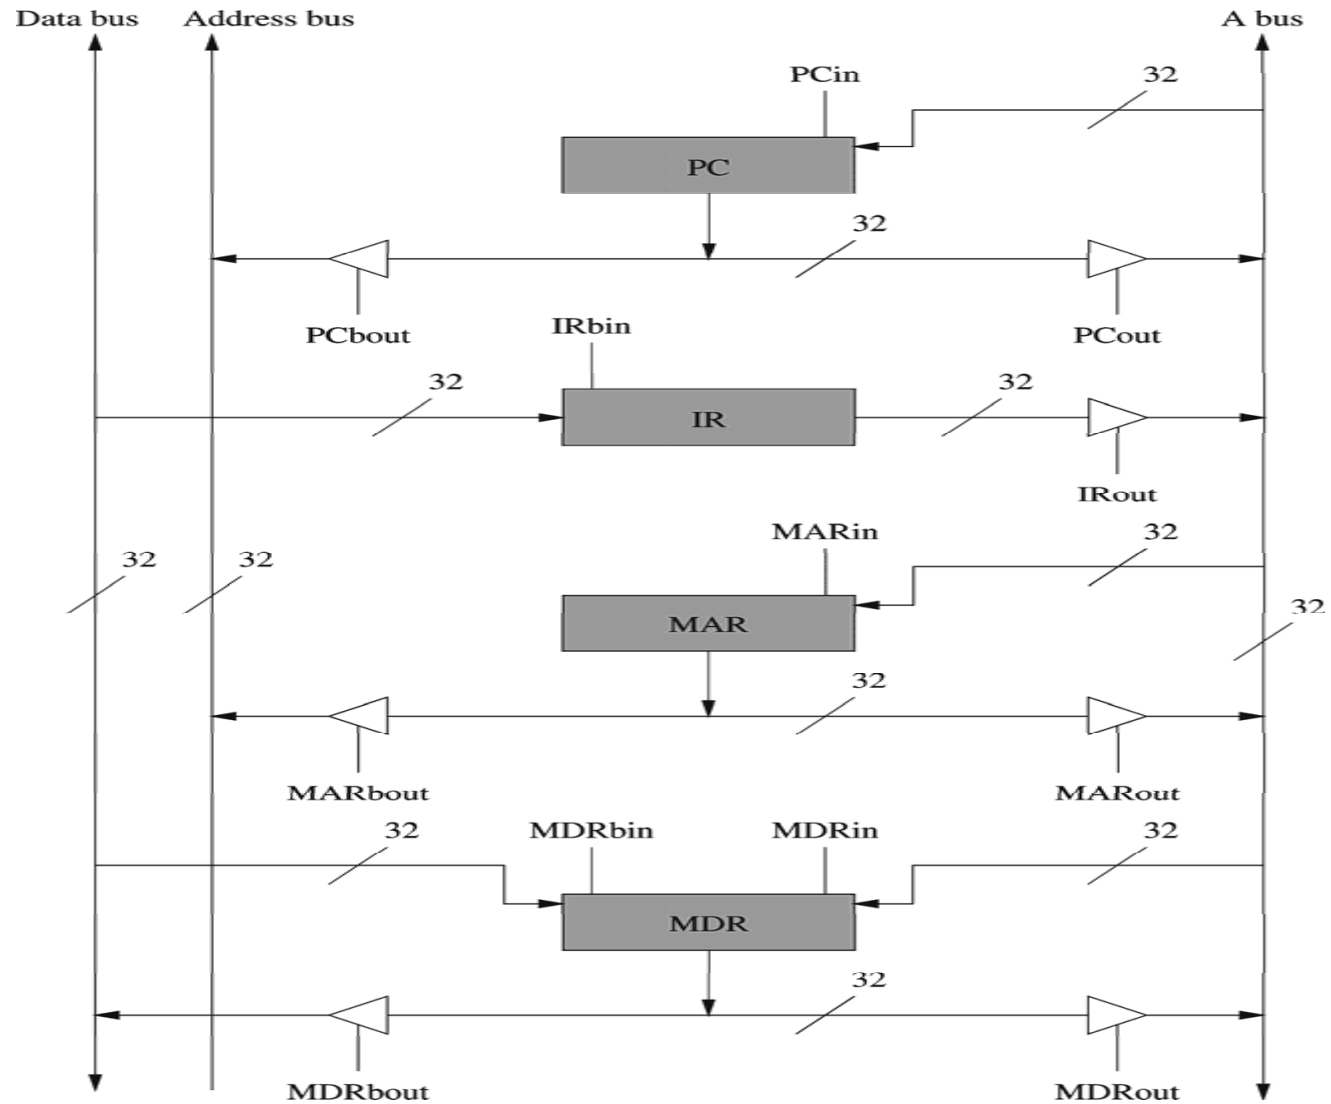 Data bus Address bus A bus
PCin 32
PC
32
PCbout PCout
IRbin
32 32
IR
IRout
MARin 32
32 32
32
MAR
32
MARbout MARout
32 MDRbin MDRin 32
MDR
32
MDRbout MDRout